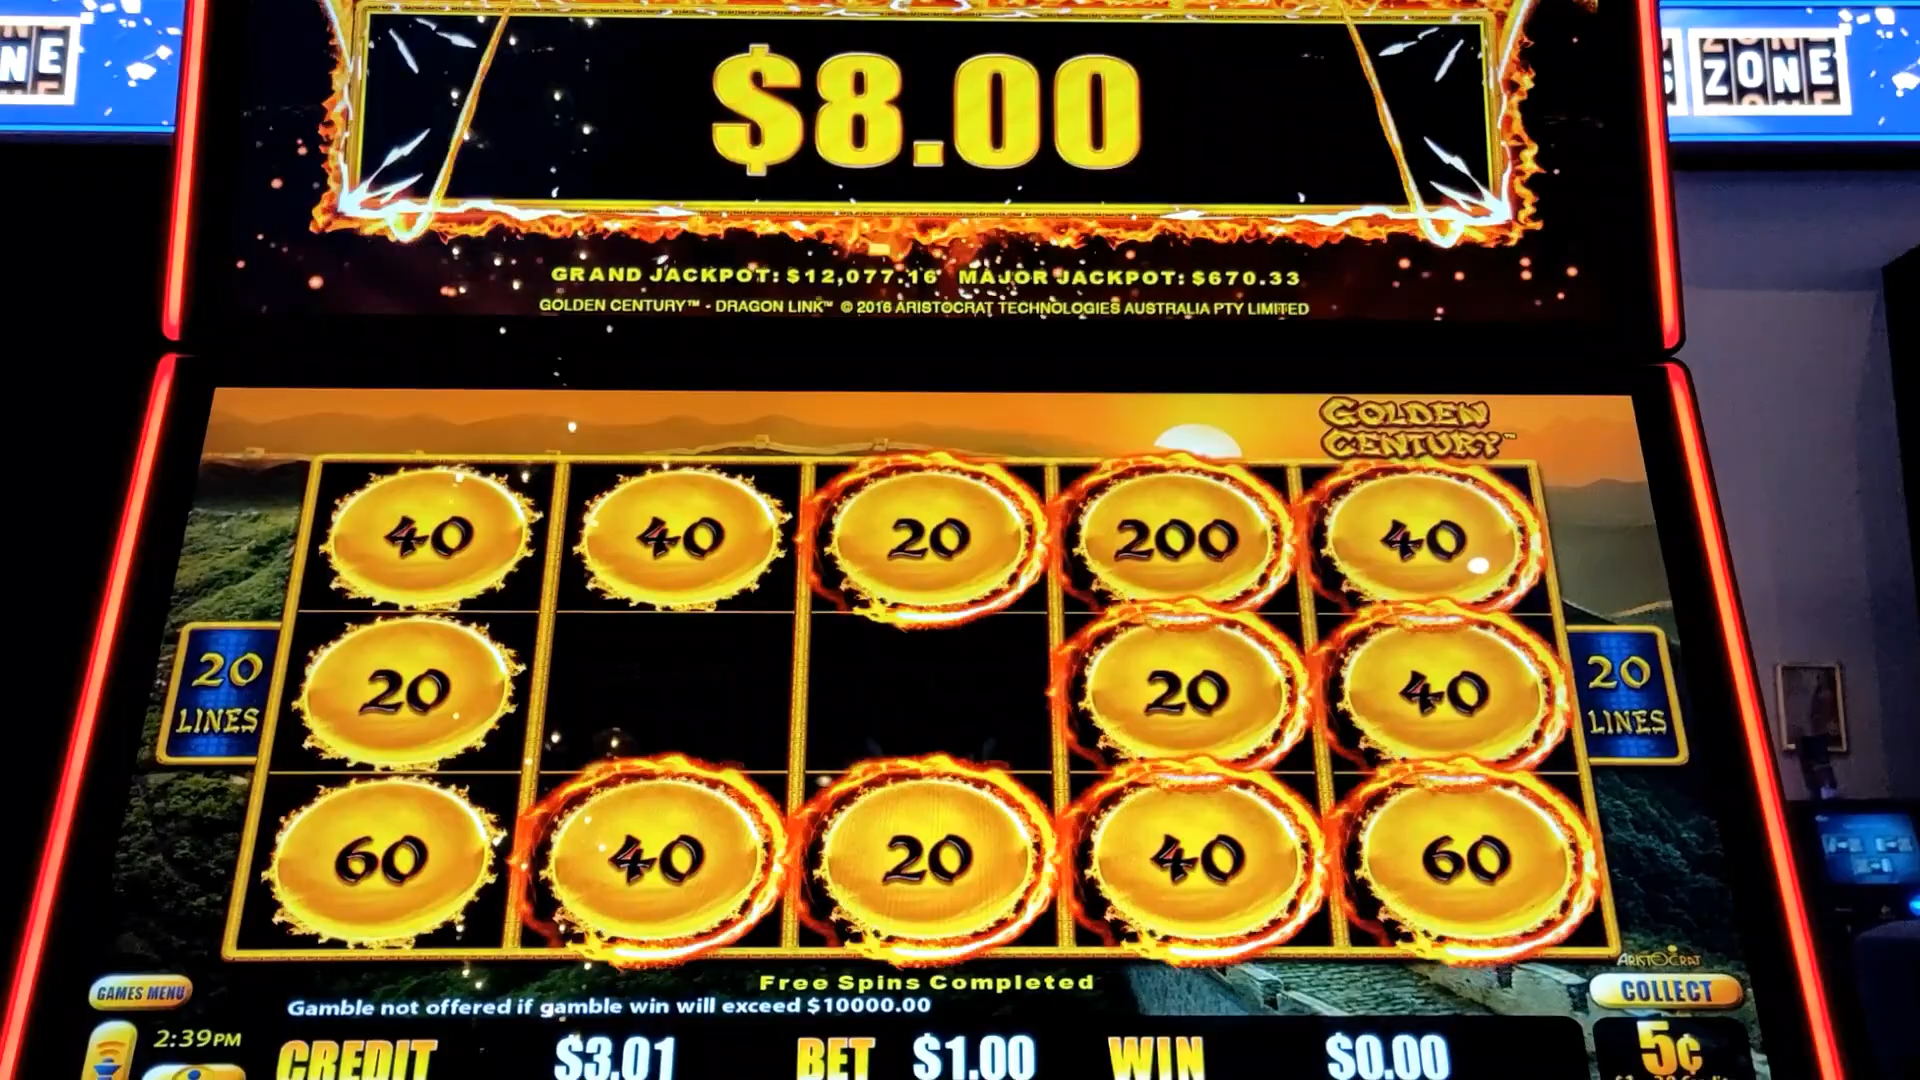 NE
ZONE
$8.00
GRAND JACKPOT: $12,077.16 MAJOR JACKPOT: $670.33
GOLDEN CENTURY™ - DRAGON LINK™ © 2016 ARISTOCRAT TECHNOLOGIES AUSTRALIA PTY LIMITED
GOLDEN
CENTURY™
40 40 20 200 40
20 LINES
20 20 40
20 LINES
60 40 20 40 60
ARISTOCRAT
GAMES MENU
Free Spins Completed
COLLECT
Gamble not offered if gamble win will exceed $10000.00
2:39PM
CREDIT $3.01 BET $1.00 WIN $0.00
5¢